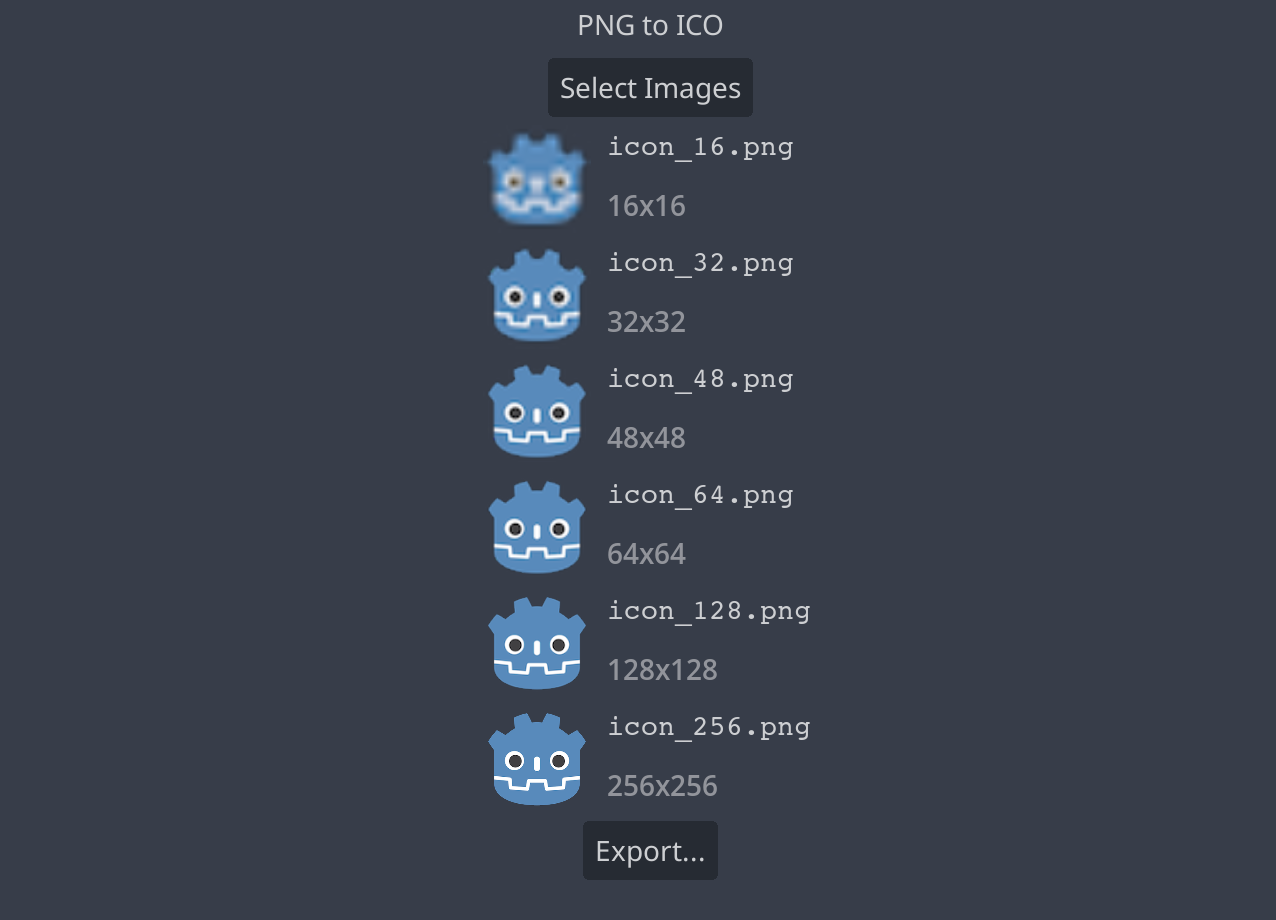 PNG to ICO
Select Images
icon_16.png
16x16
icon_32.png
32x32
icon_48.png
48x48
icon_64.png
64x64
icon_128.png
128x128
icon_256.png
256x256
Export...